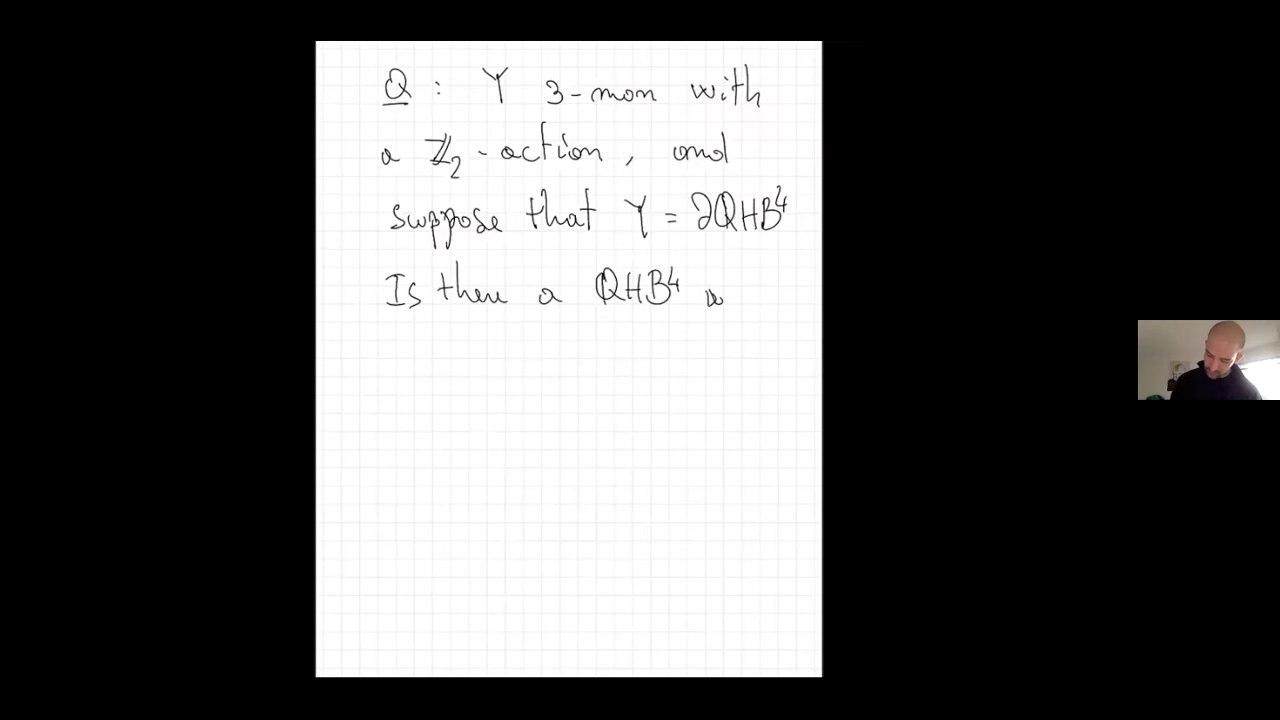 Q : Y 3-man with
a ℤ₂-action, and
suppose that Y = ∂QHB⁴
Is there a QHB⁴ w